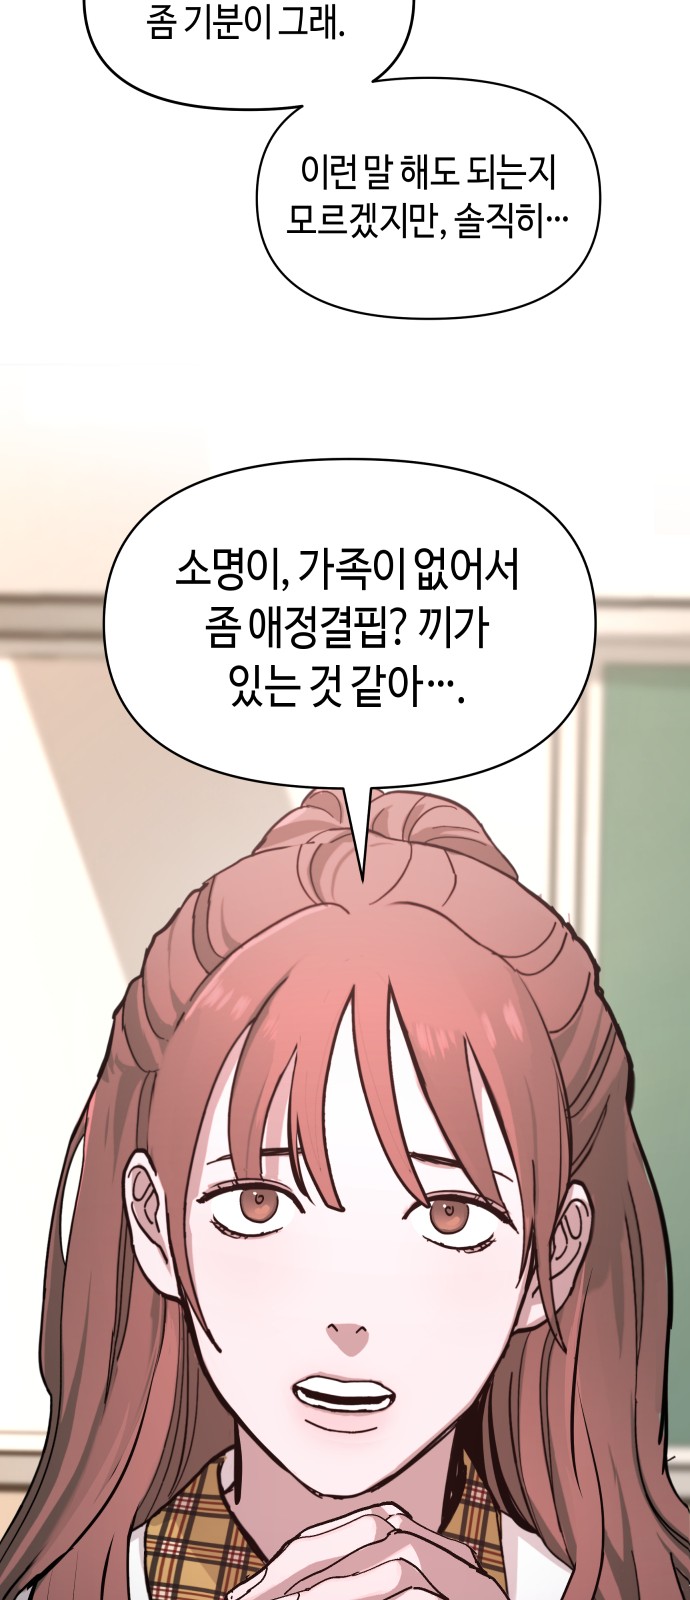 좀 기분이 그래.
이런 말 해도 되는지
모르겠지만, 솔직히…
소명이, 가족이 없어서
좀 애정결핍? 끼가
있는 것 같아….